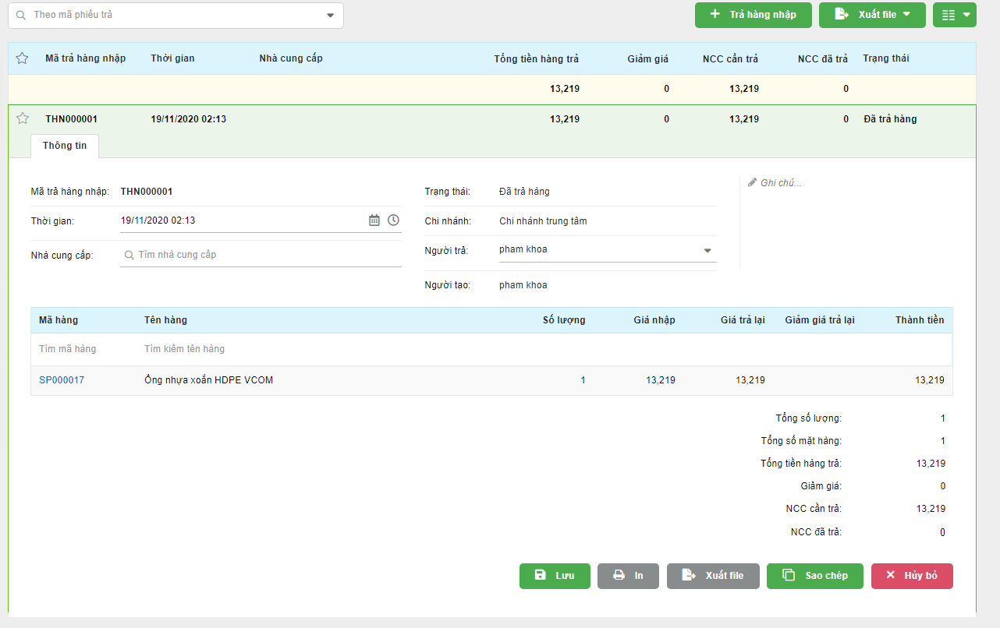 Theo mã phiếu trả
Trả hàng nhập
Xuất file
Mã trả hàng nhập Thời gian Nhà cung cấp Tổng tiền hàng trả Giảm giá NCC cần trả NCC đã trả Trạng thái
13,219 0 13,219 0
THN000001 19/11/2020 02:13 13,219 0 13,219 0 Đã trả hàng
Thông tin
Mã trả hàng nhập: THN000001 Trạng thái: Đã trả hàng Ghi chú...
Thời gian: 19/11/2020 02:13 Chi nhánh: Chi nhánh trung tâm
Nhà cung cấp: Tìm nhà cung cấp Người trả: pham khoa
Người tạo: pham khoa
Mã hàng Tên hàng Số lượng Giá nhập Giá trả lại Giảm giá trả lại Thành tiền
Tìm mã hàng Tìm kiếm tên hàng
SP000017 Ống nhựa xoắn HDPE VCOM 1 13,219 13,219 13,219
Tổng số lượng: 1
Tổng số mặt hàng: 1
Tổng tiền hàng trả: 13,219
Giảm giá: 0
NCC cần trả: 13,219
NCC đã trả: 0
Lưu In Xuất file Sao chép Hủy bỏ